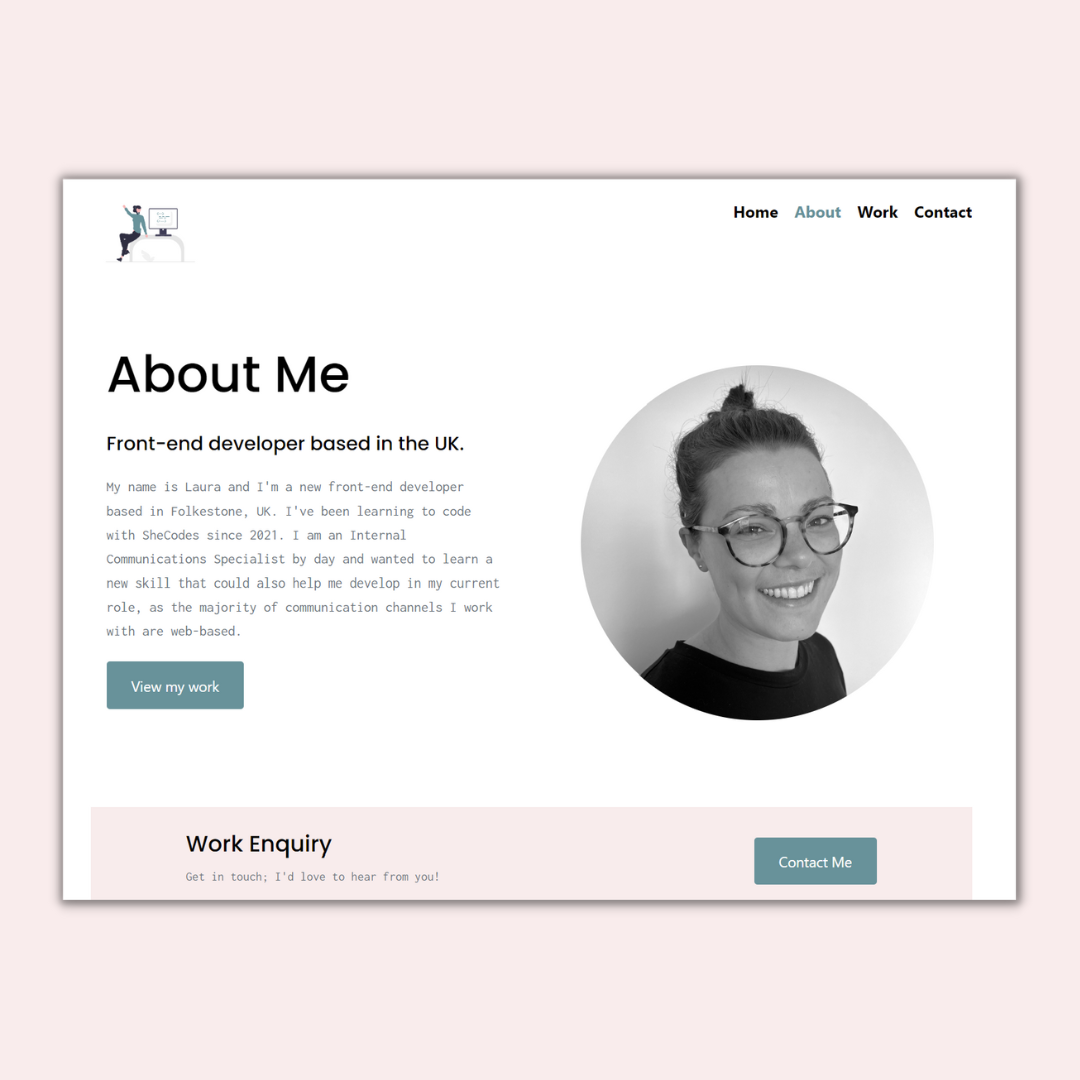 Home About Work Contact
About Me
Front-end developer based in the UK.
My name is Laura and I'm a new front-end developer
based in Folkestone, UK. I've been learning to code
with SheCodes since 2021. I am an Internal
Communications Specialist by day and wanted to learn a
new skill that could also help me develop in my current
role, as the majority of communication channels I work
with are web-based.
View my work
Work Enquiry
Get in touch; I'd love to hear from you!
Contact Me